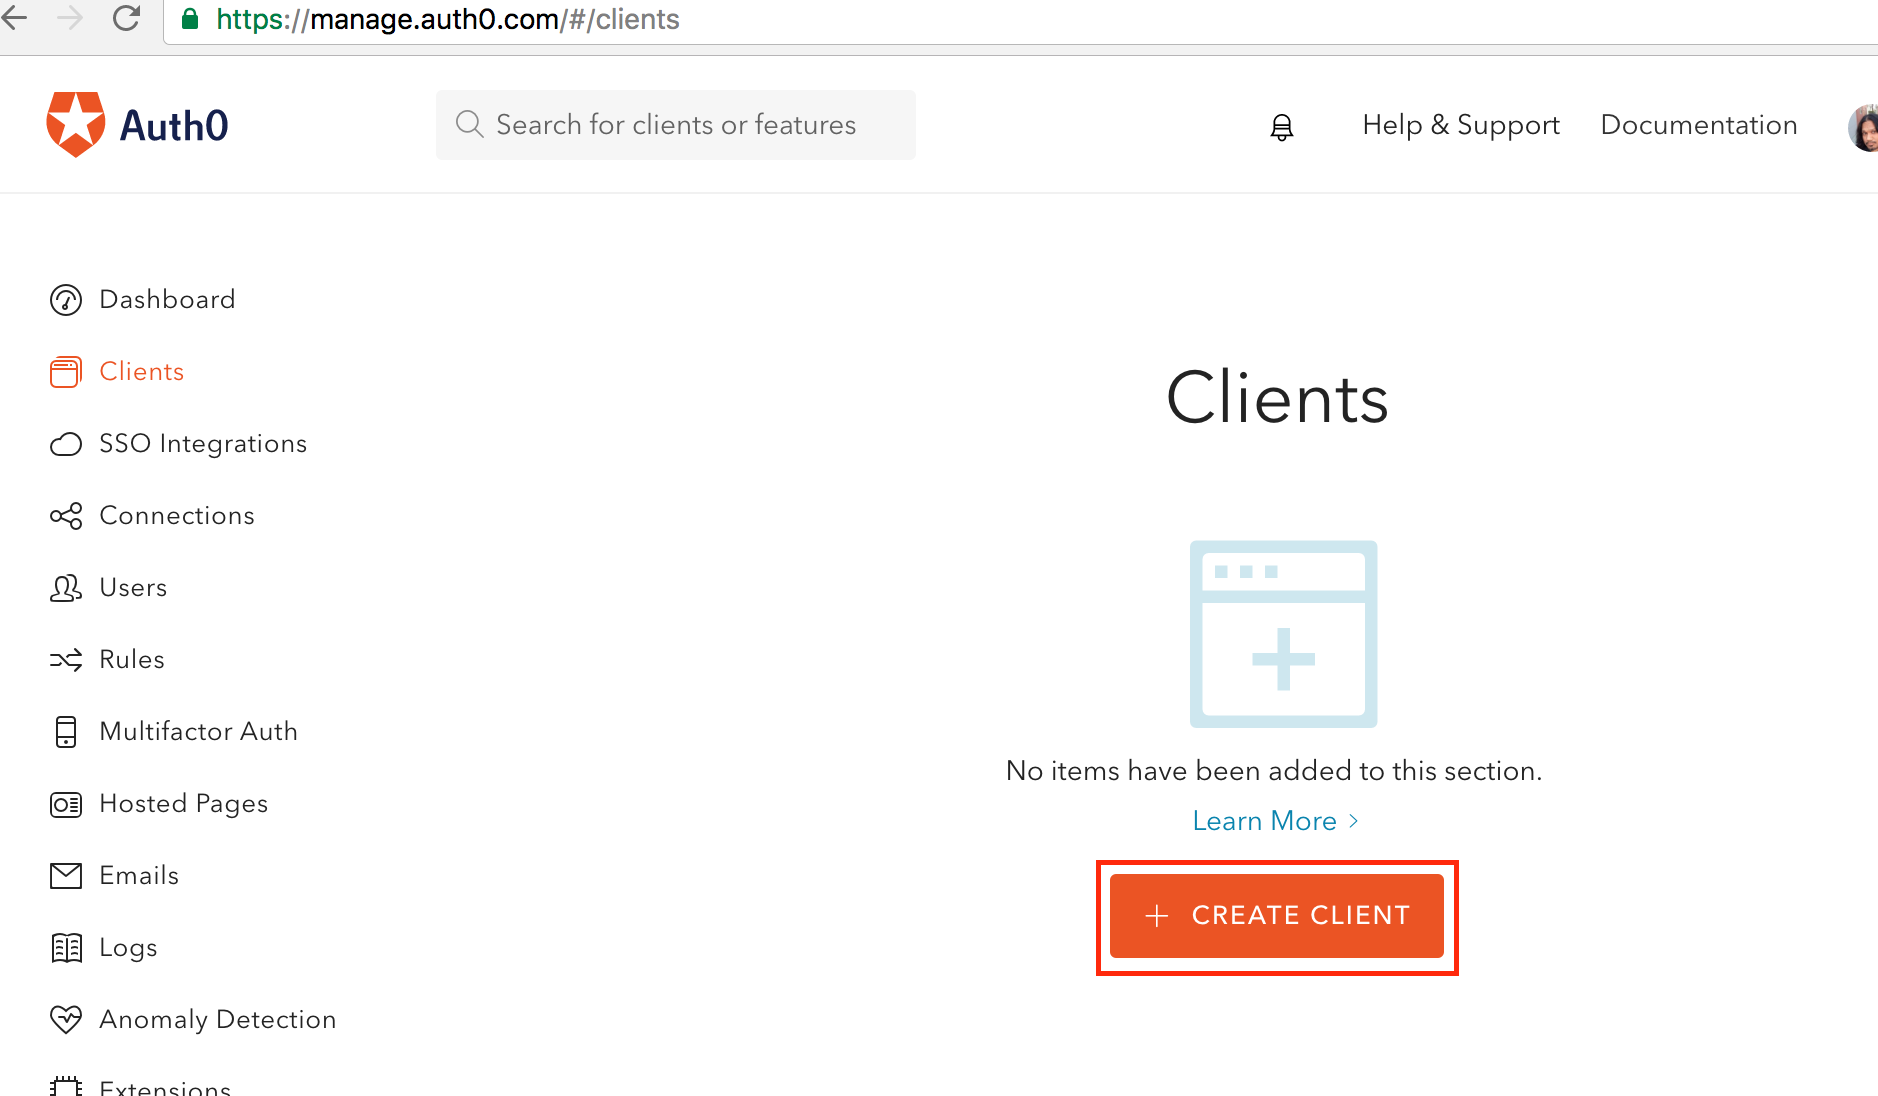 https://manage.auth0.com/#/clients
Auth0
Search for clients or features
Help & Support
Documentation
Dashboard
Clients
SSO Integrations
Connections
Users
Rules
Multifactor Auth
Hosted Pages
Emails
Logs
Anomaly Detection
Extensions
Clients
No items have been added to this section.
Learn More >
+ CREATE CLIENT